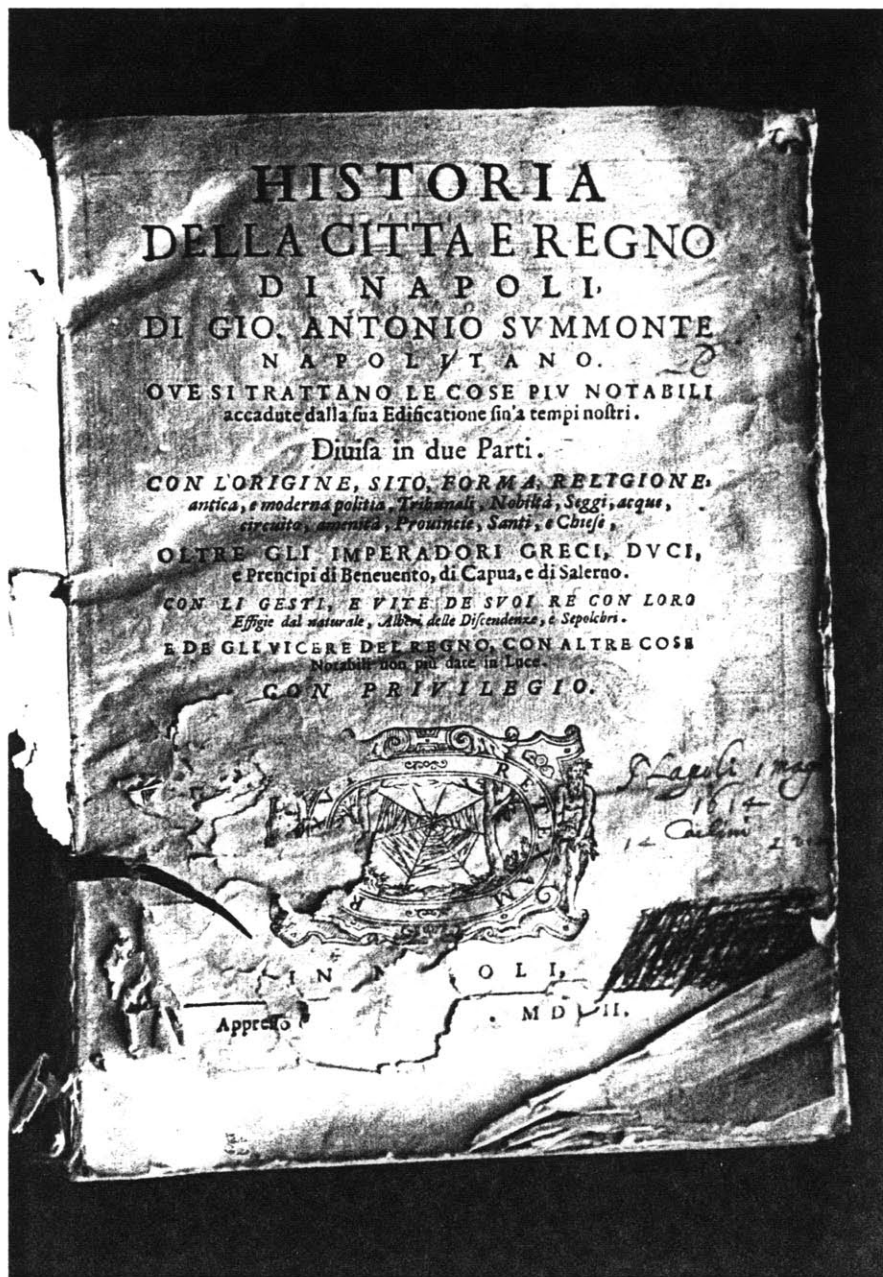 HISTORIA
DELLA CITTA E REGNO
DI NAPOLI,
DI GIO. ANTONIO SVMMONTE
NAPOLITANO.
OVE SI TRATTANO LE COSE PIV NOTABILI
accadute dalla sua Edificatione sin'a tempi nostri.
Diuisa in due Parti.
CON L'ORIGINE, SITO, FORMA, RELIGIONE,
antica, e moderna politia, Tribunali, Nobiltà, Seggi, acque,
circuito, amenità, Prouincie, Santi, e Chiese,
OLTRE GLI IMPERADORI GRECI, DVCI,
e Prencipi di Beneuento, di Capua, e di Salerno.
CON LI GESTI, E VITE DE SVOI RE CON LORO
Effigie dal naturale, Alberi delle Discendenze, e Sepolchri.
E DE GLI VICERE DEL REGNO, CON ALTRE COSE
Notabili non più date in Luce.
CON PRIVILEGIO.
1614
IN N OLI,
Appresso
MD II.